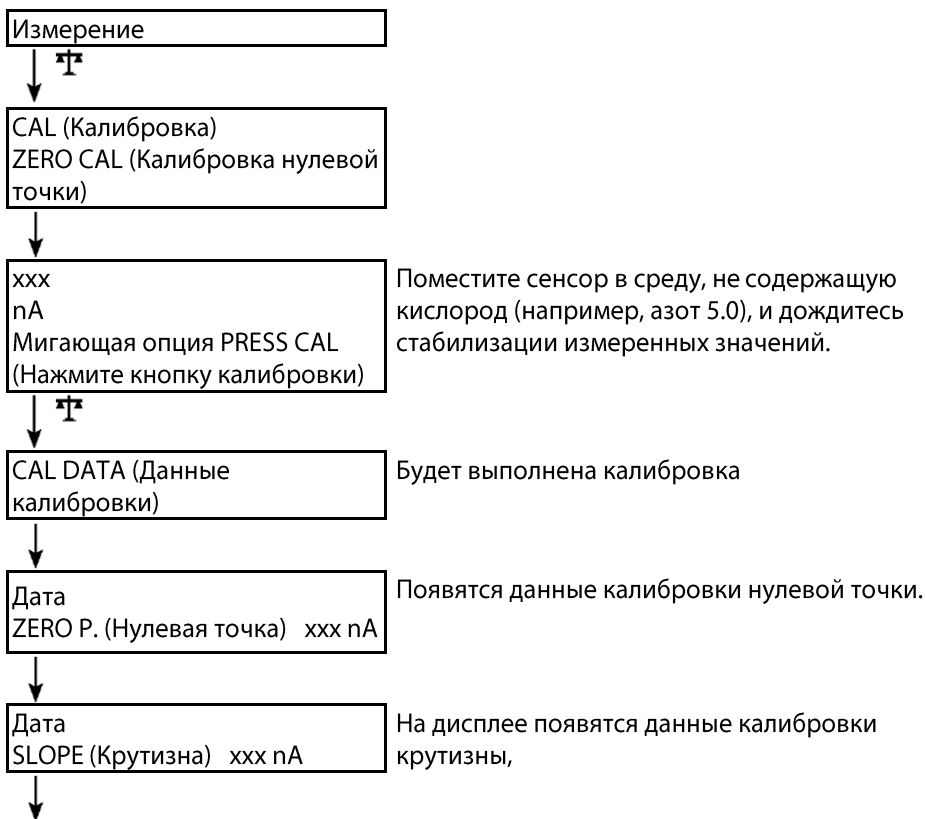 Измерение
CAL (Калибровка)
ZERO CAL (Калибровка нулевой
точки)
xxx
nA
Мигающая опция PRESS CAL
(Нажмите кнопку калибровки)
Поместите сенсор в среду, не содержащую
кислород (например, азот 5.0), и дождитесь
стабилизации измеренных значений.
CAL DATA (Данные
калибровки)
Будет выполнена калибровка
Дата
ZERO P. (Нулевая точка) xxx nA
Появятся данные калибровки нулевой точки.
Дата
SLOPE (Крутизна) xxx nA
На дисплее появятся данные калибровки
крутизны,